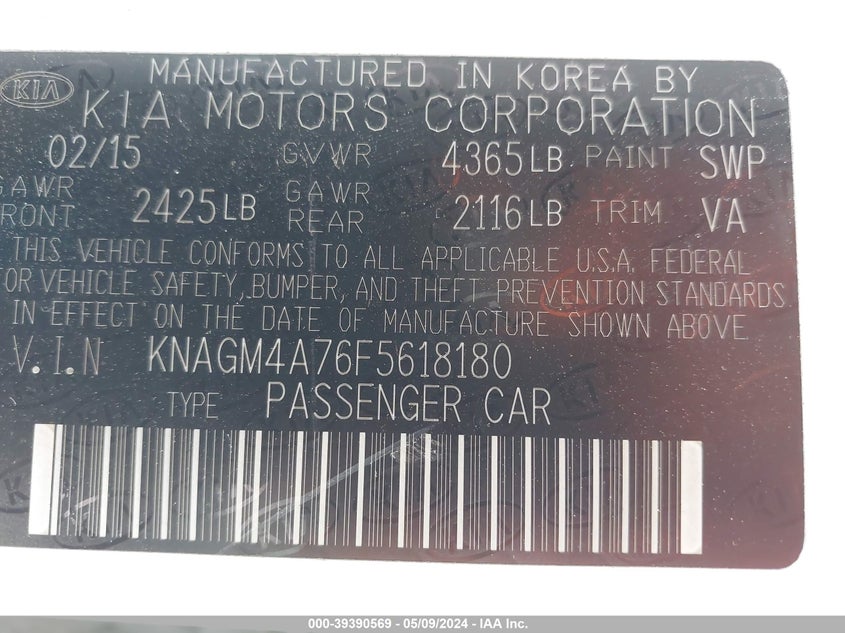 MANUFACTURED IN KOREA BY
KIA KIA MOTORS CORPORATION
02/15 GVWR 4365LB PAINT SWP
GAWR FRONT 2425LB GAWR REAR 2116LB TRIM VA
THIS VEHICLE CONFORMS TO ALL APPLICABLE U.S.A. FEDERAL
OR VEHICLE SAFETY, BUMPER, AND THEFT PREVENTION STANDARDS
IN EFFECT ON THE DATE OF MANUFACTURE SHOWN ABOVE
V.I.N KNAGM4A76F5618180
TYPE PASSENGER CAR
000-39390569 - 05/09/2024 - IAA Inc.